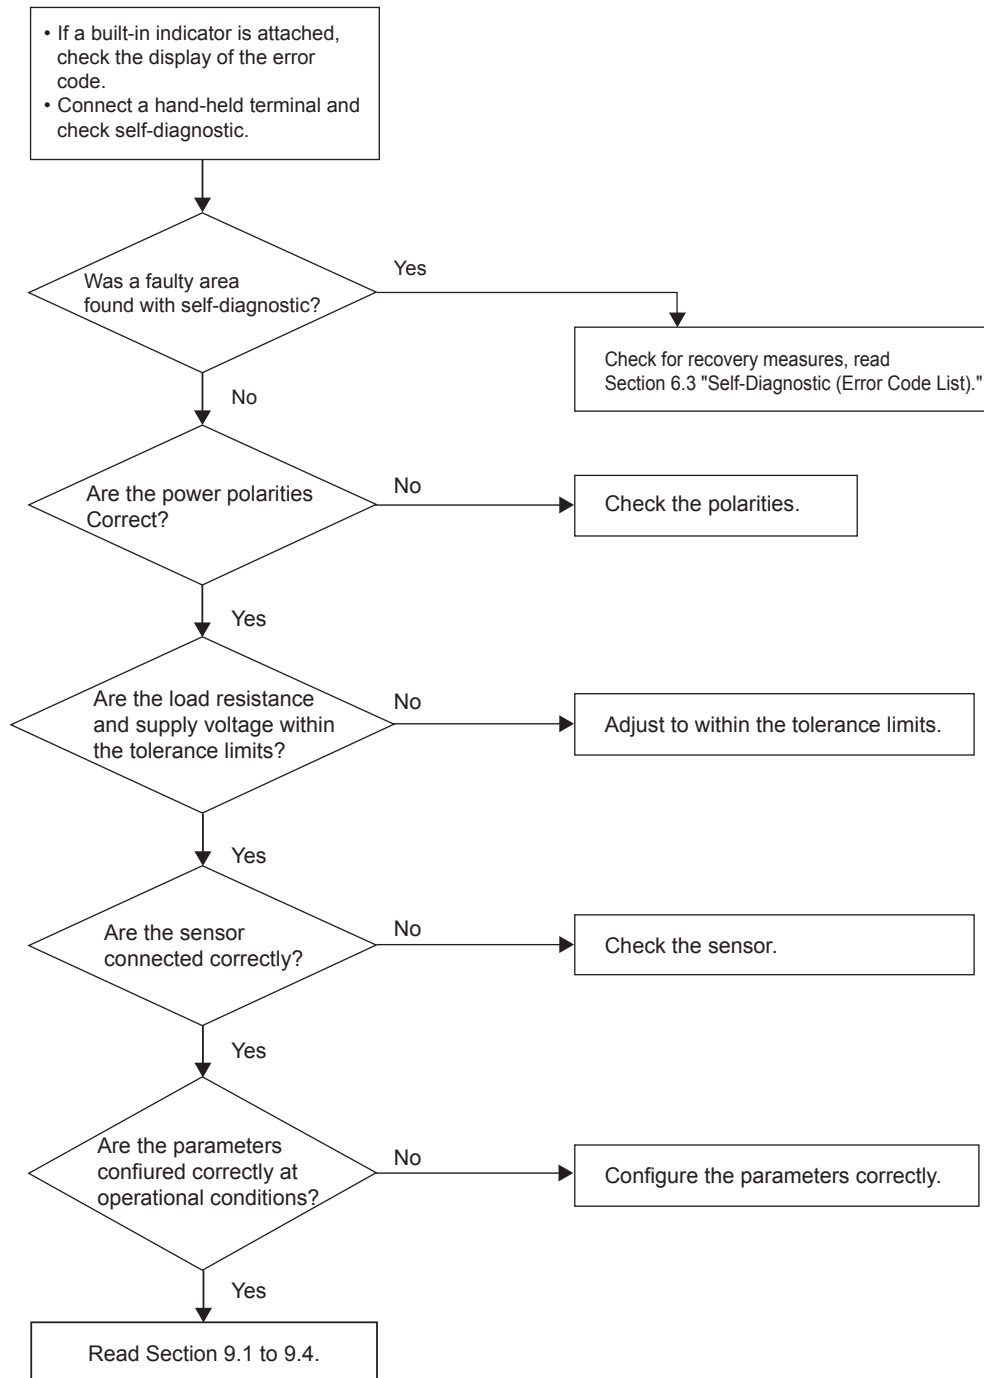 • If a built-in indicator is attached,
check the display of the error
code.
• Connect a hand-held terminal and
check self-diagnostic.
Was a faulty area
found with self-diagnostic?
Yes
Check for recovery measures, read
Section 6.3 "Self-Diagnostic (Error Code List)."
No
Are the power polarities
Correct?
No
Check the polarities.
Yes
Are the load resistance
and supply voltage within
the tolerance limits?
No
Adjust to within the tolerance limits.
Yes
Are the sensor
connected correctly?
No
Check the sensor.
Yes
Are the parameters
confiured correctly at
operational conditions?
No
Configure the parameters correctly.
Yes
Read Section 9.1 to 9.4.